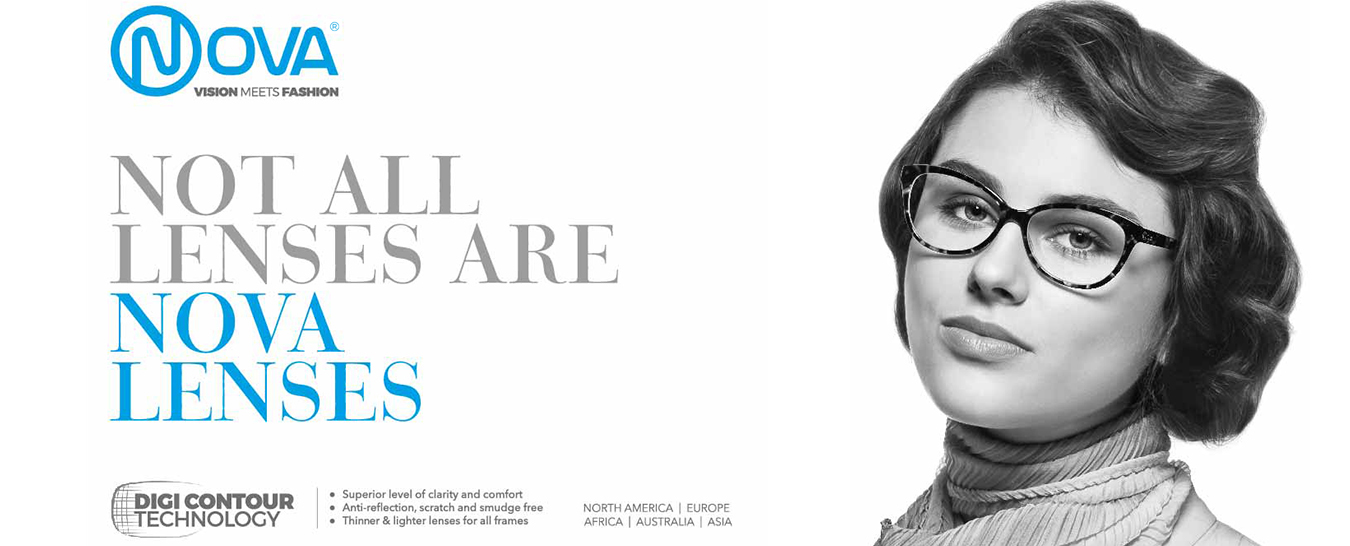 NOVA®
VISION MEETS FASHION
NOT ALL
LENSES ARE
NOVA
LENSES
DIGI CONTOUR
TECHNOLOGY
• Superior level of clarity and comfort
• Anti-reflection, scratch and smudge free
• Thinner & lighter lenses for all frames
NORTH AMERICA | EUROPE
AFRICA | AUSTRALIA | ASIA